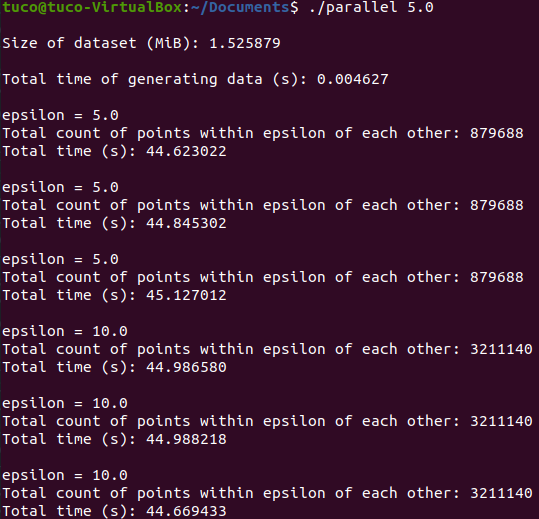 tuco@tuco-VirtualBox:~/Documents$ ./parallel 5.0
Size of dataset (MiB): 1.525879
Total time of generating data (s): 0.004627
epsilon = 5.0
Total count of points within epsilon of each other: 879688
Total time (s): 44.623022
epsilon = 5.0
Total count of points within epsilon of each other: 879688
Total time (s): 44.845302
epsilon = 5.0
Total count of points within epsilon of each other: 879688
Total time (s): 45.127012
epsilon = 10.0
Total count of points within epsilon of each other: 3211140
Total time (s): 44.986580
epsilon = 10.0
Total count of points within epsilon of each other: 3211140
Total time (s): 44.988218
epsilon = 10.0
Total count of points within epsilon of each other: 3211140
Total time (s): 44.669433